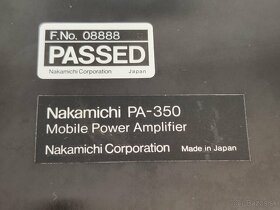 F.No. 08888
PASSED
Nakamichi Corporation Japan
Nakamichi PA-350
Mobile Power Amplifier
Nakamichi Corporation Made in Japan